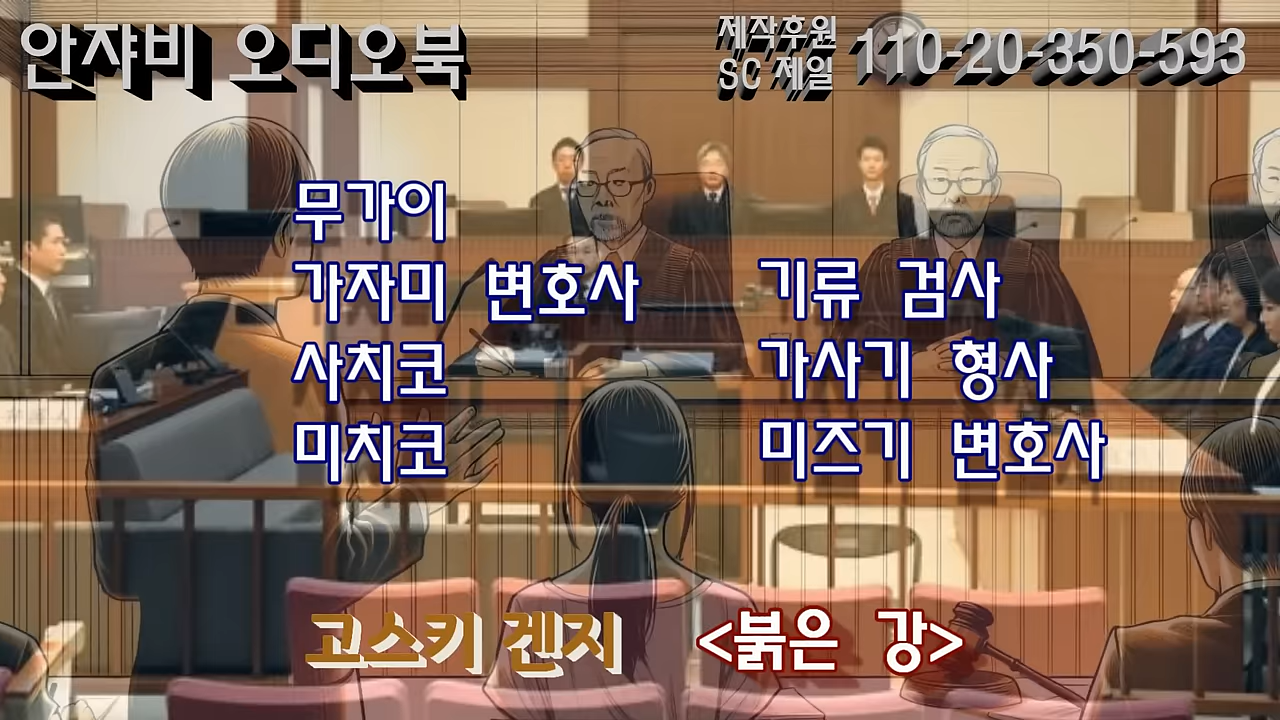 안쟈비 오디오북
제작후원
SC 제일 110-20-350-593
무가이
가자미 변호사
사치코
미치코
기류 검사
가사기 형사
미즈기 변호사
고스키 겐지 <붉은 강>